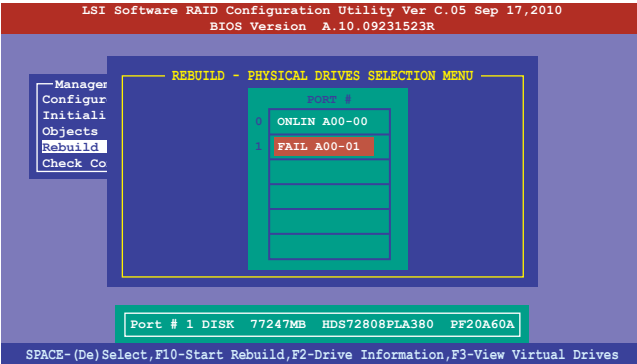 LSI Software RAID Configuration Utility Ver C.05 Sep 17,2010
BIOS Version A.10.09231523R
Managem
Configur
Initiali
Objects
Rebuild
Check Co
REBUILD - PHYSICAL DRIVES SELECTION MENU
PORT #
0 ONLIN A00-00
1 FAIL A00-01
Port # 1 DISK 77247MB HDS72808PLA380 PF20A60A
SPACE-(De)Select,F10-Start Rebuild,F2-Drive Information,F3-View Virtual Drives